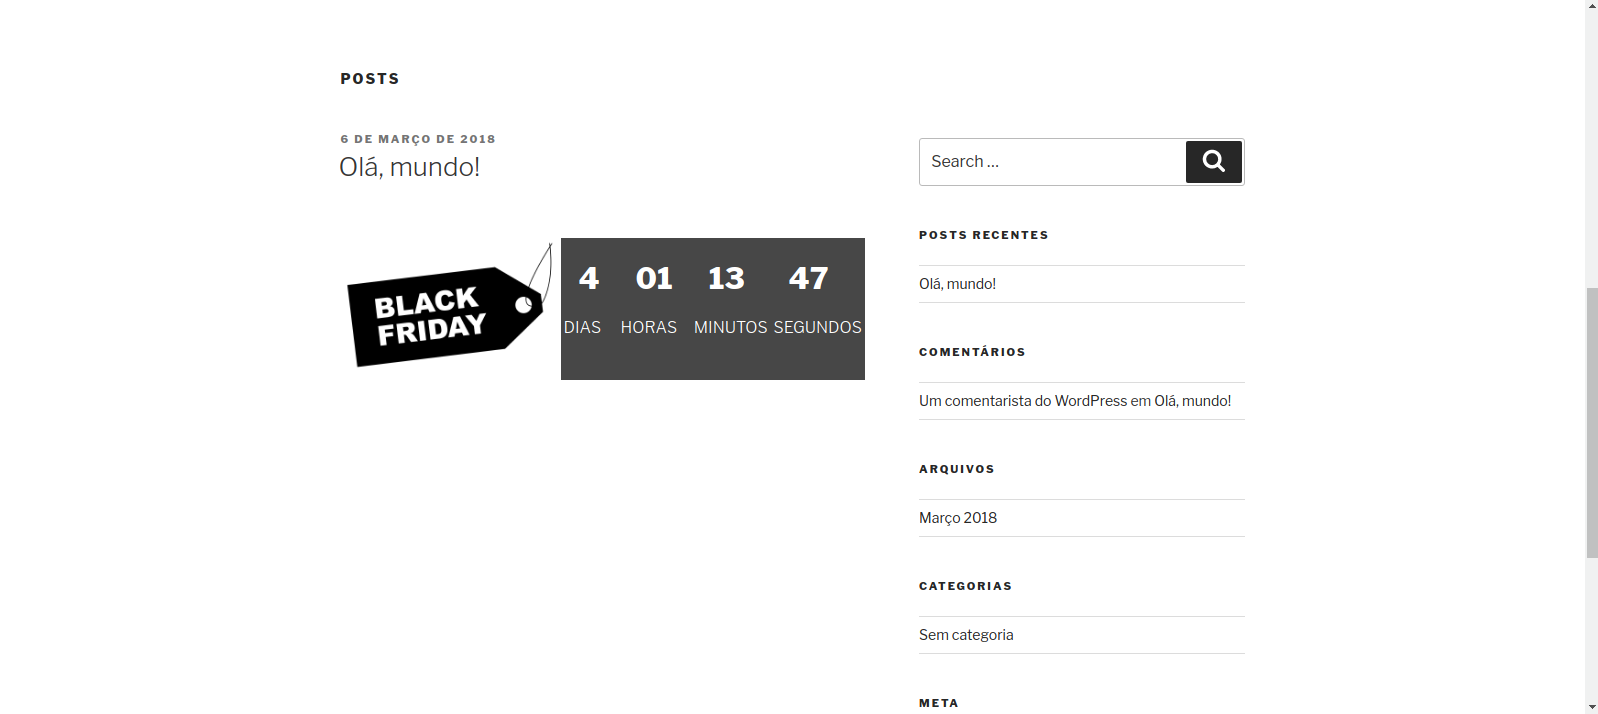 POSTS
6 DE MARÇO DE 2018
Olá, mundo!
BLACK
FRIDAY
4 01 13 47
DIAS HORAS MINUTOS SEGUNDOS
Search …
POSTS RECENTES
Olá, mundo!
COMENTÁRIOS
Um comentarista do WordPress em Olá, mundo!
ARQUIVOS
Março 2018
CATEGORIAS
Sem categoria
META